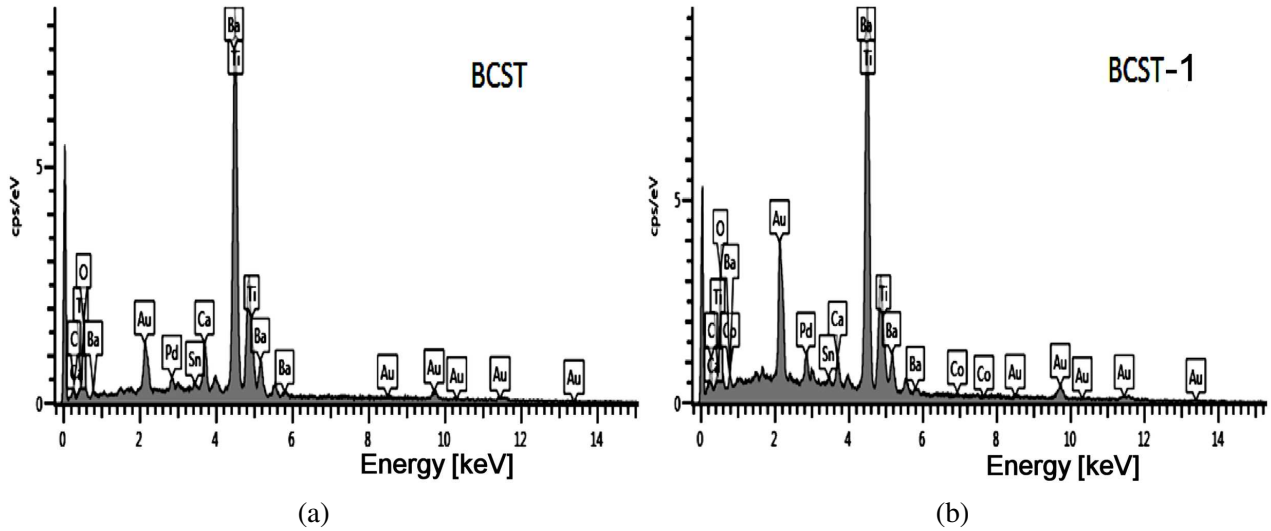 BCST
Ba
Ti
O
Ti
C
Ca
Ba
Au
Pd
Sn
Ca
Ti
Ba
Ba
Au
Au
Au
Au
Au
cps/eV
5
0
0 2 4 6 8 10 12 14
Energy [keV]
(a)
BCST-1
Ba
Ti
O
Ba
Ti
C
Co
Ca
Au
Pd
Sn
Ca
Ti
Ba
Ba
Co
Co
Au
Au
Au
Au
Au
cps/eV
5
0
0 2 4 6 8 10 12 14
Energy [keV]
(b)